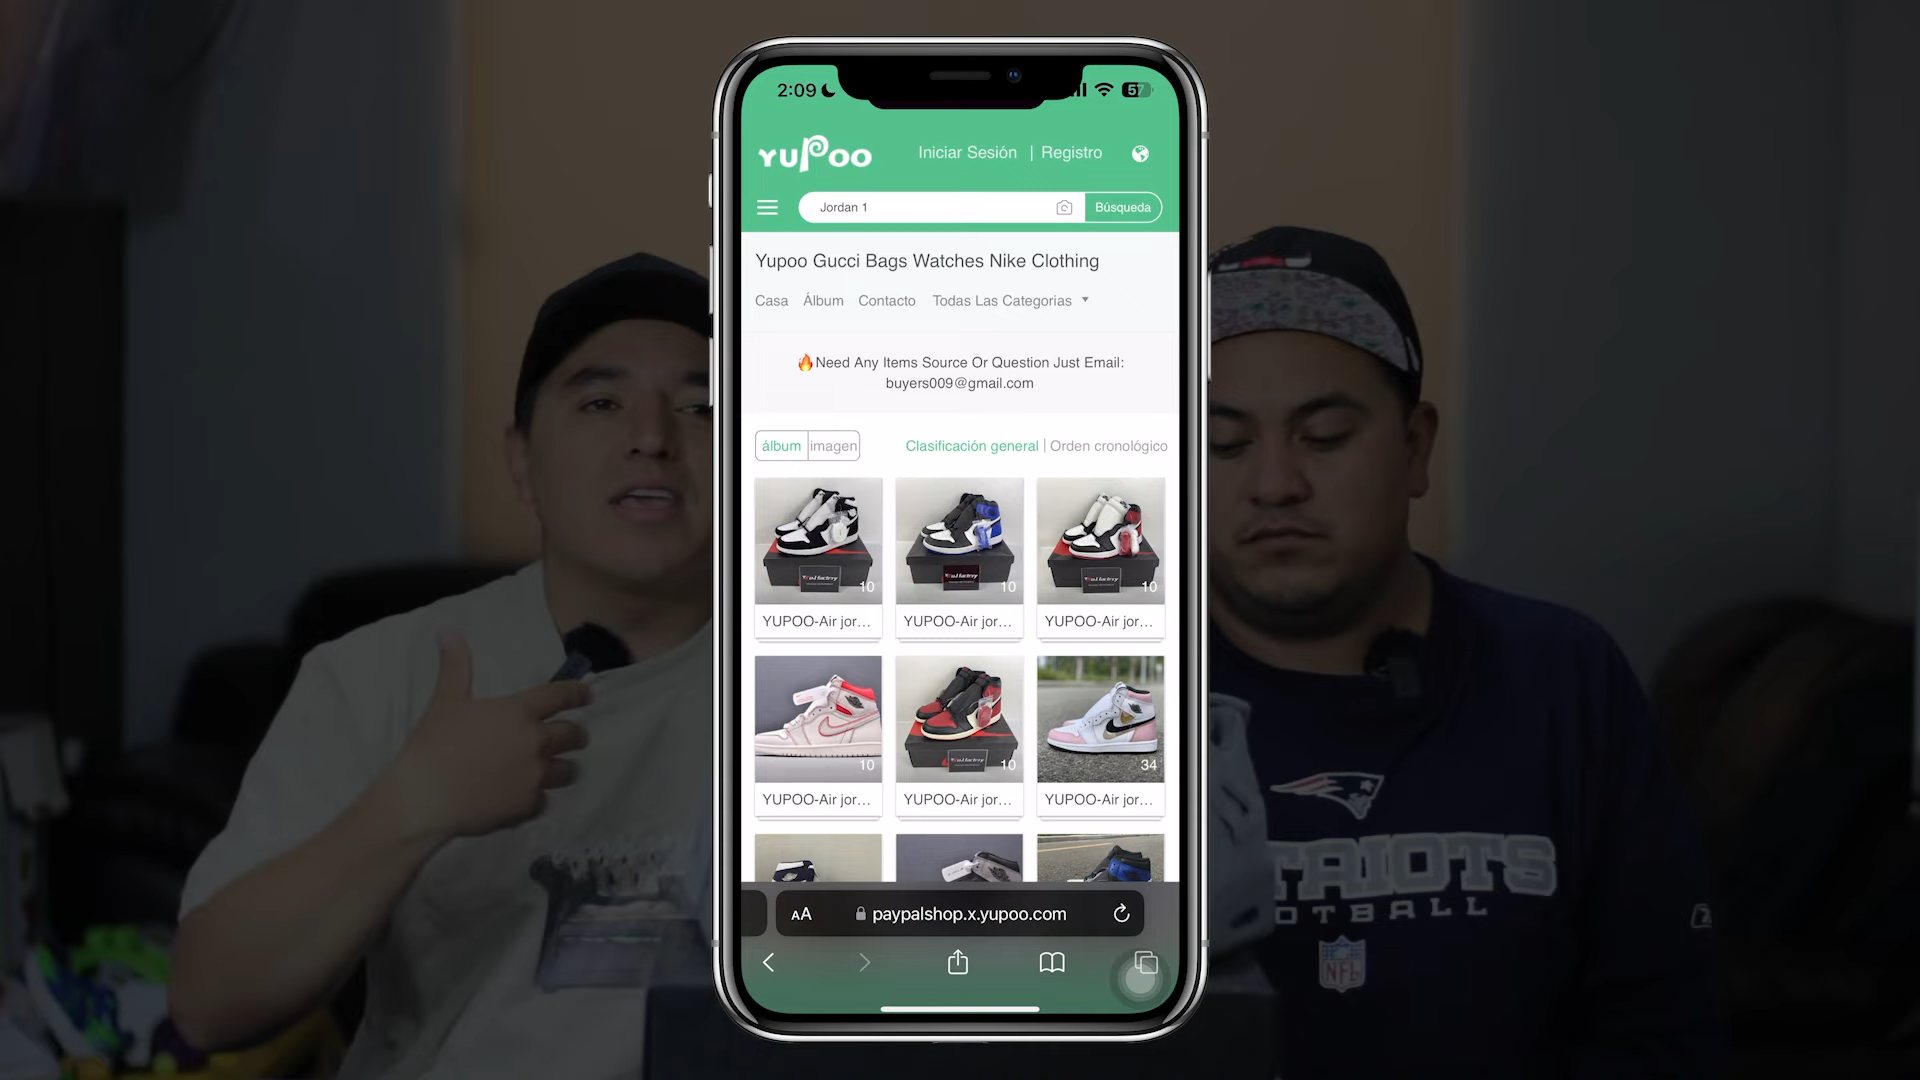 2:09
57
YUPOO
Iniciar Sesión | Registro
Jordan 1
Búsqueda
Yupoo Gucci Bags Watches Nike Clothing
Casa Álbum Contacto Todas Las Categorias
🔥Need Any Items Source Or Question Just Email:
buyers009@gmail.com
álbum imagen
Clasificación general | Orden cronológico
10 10 10
YUPOO-Air jor... YUPOO-Air jor... YUPOO-Air jor...
10 10 34
YUPOO-Air jor... YUPOO-Air jor... YUPOO-Air jor...
AA paypalshop.x.yupoo.com
TRIOTS
OTBALL
NFL